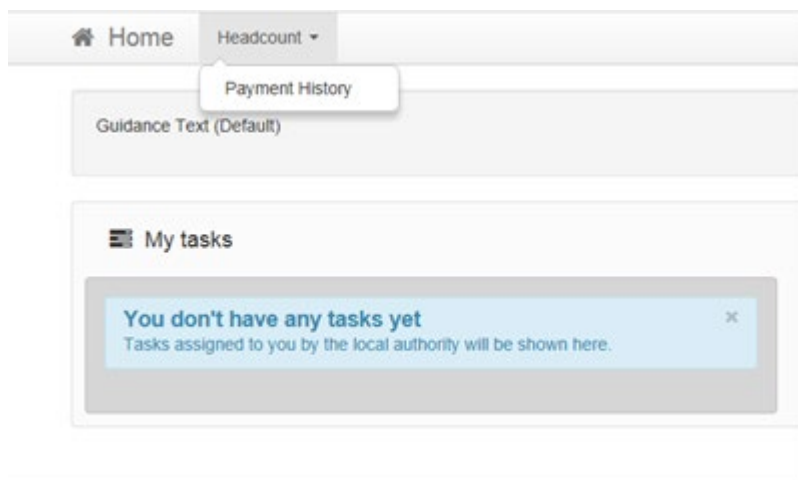 Home Headcount
Payment History
Guidance Text (Default)
My tasks
You don't have any tasks yet
Tasks assigned to you by the local authority will be shown here.